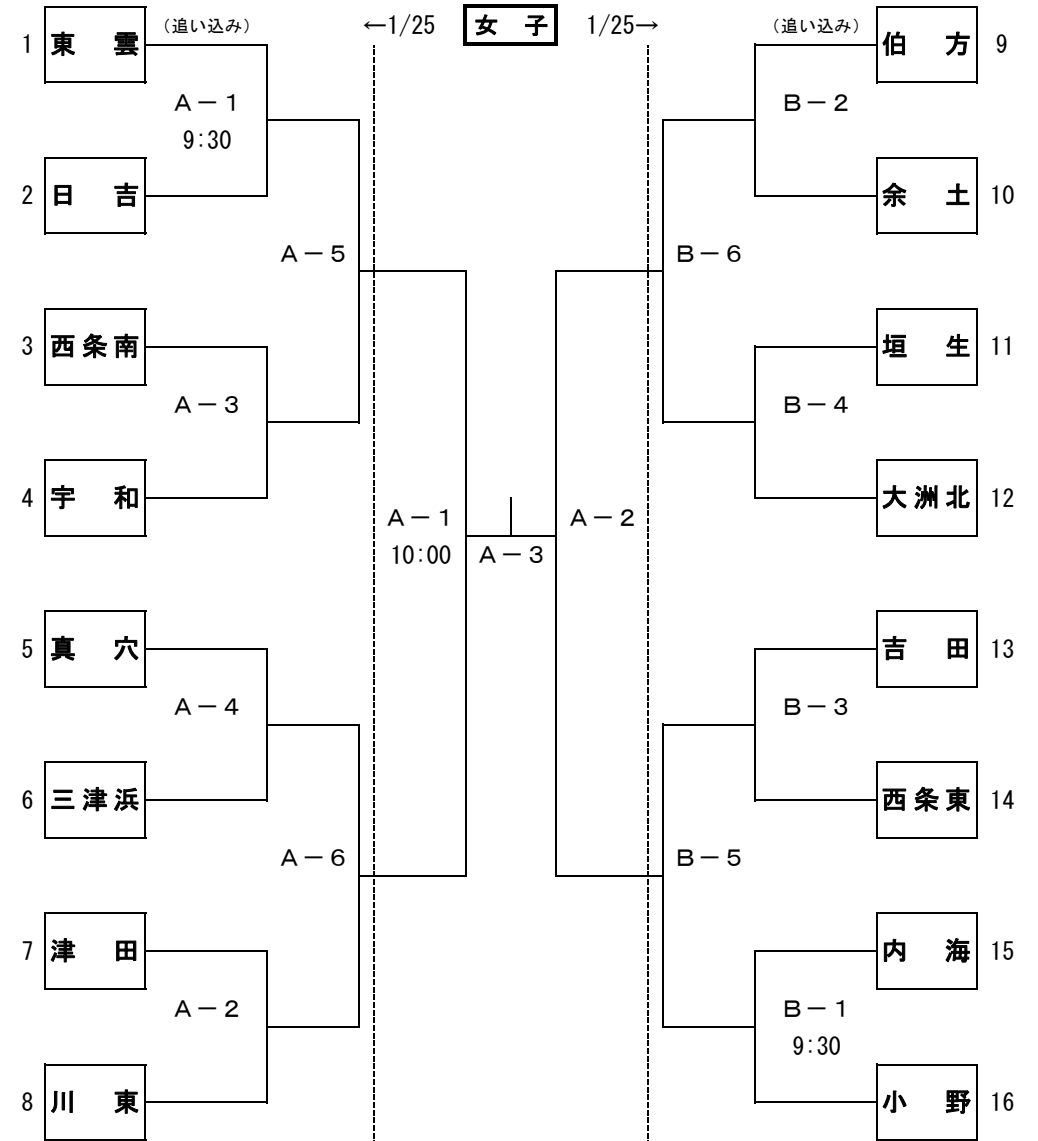 ←1/25 女 子 1/25→
(追い込み)
1 東 雲
A－1
9:30
2 日 吉
A－5
3 西条南
A－3
4 宇 和
A－1
10:00
5 真 穴
A－4
6 三津浜
A－6
7 津 田
A－2
8 川 東
A－3
(追い込み)
伯 方 9
B－2
余 土 10
B－6
垣 生 11
B－4
大洲北 12
A－2
吉 田 13
B－3
西条東 14
B－5
内 海 15
B－1
9:30
小 野 16